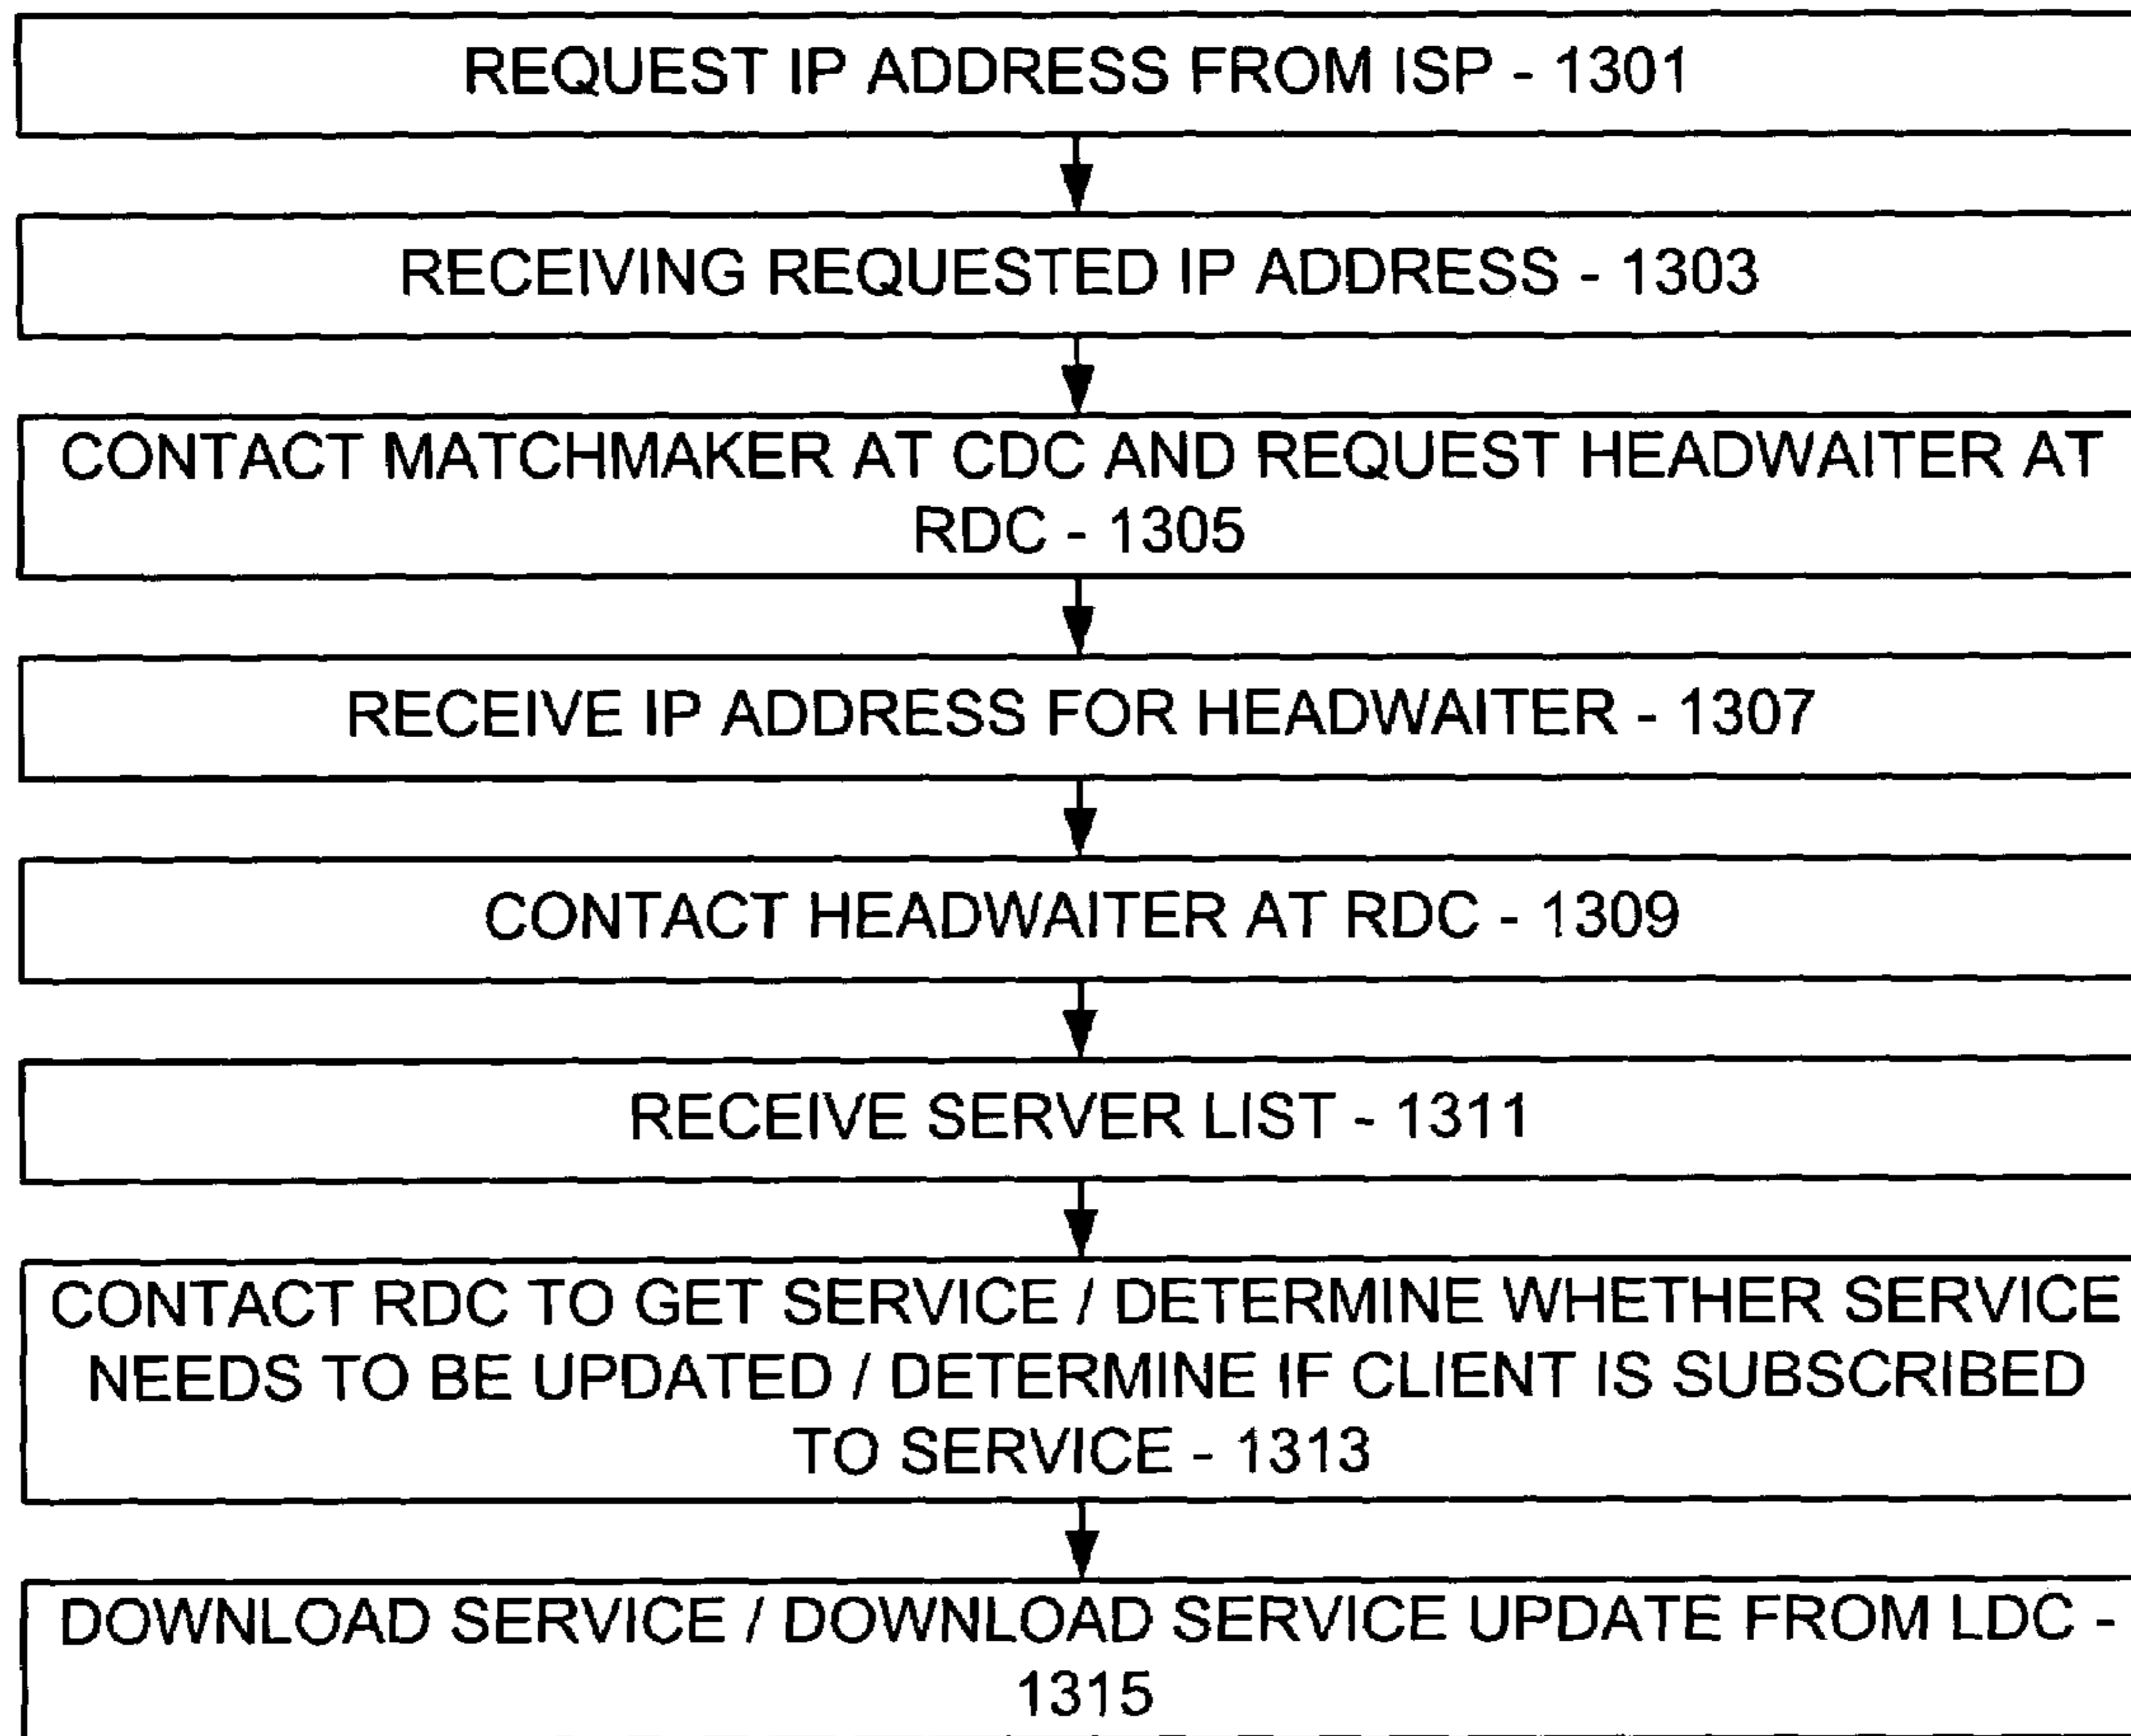 REQUEST IP ADDRESS FROM ISP - 1301
RECEIVING REQUESTED IP ADDRESS - 1303
CONTACT MATCHMAKER AT CDC AND REQUEST HEADWAITER AT
RDC - 1305
RECEIVE IP ADDRESS FOR HEADWAITER - 1307
CONTACT HEADWAITER AT RDC - 1309
RECEIVE SERVER LIST - 1311
CONTACT RDC TO GET SERVICE / DETERMINE WHETHER SERVICE
NEEDS TO BE UPDATED / DETERMINE IF CLIENT IS SUBSCRIBED
TO SERVICE - 1313
DOWNLOAD SERVICE / DOWNLOAD SERVICE UPDATE FROM LDC -
1315